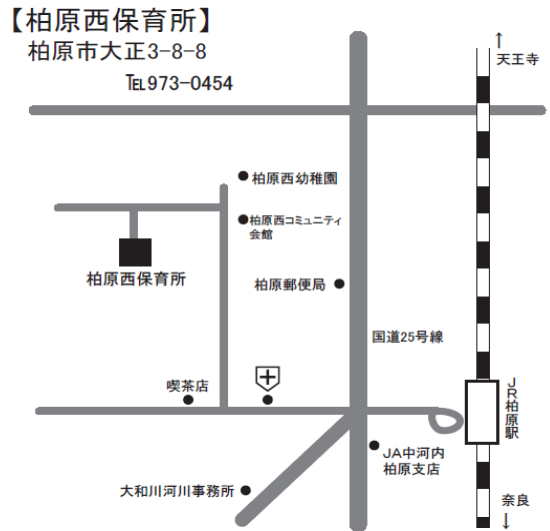 【柏原西保育所】
柏原市大正3-8-8
℡973-0454
↑
天王寺
柏原西幼稚園
柏原西コミュニティ
会館
柏原西保育所
柏原郵便局
国道25号線
喫茶店
JR柏原駅
JA中河内
柏原支店
大和川河川事務所
奈良
↓